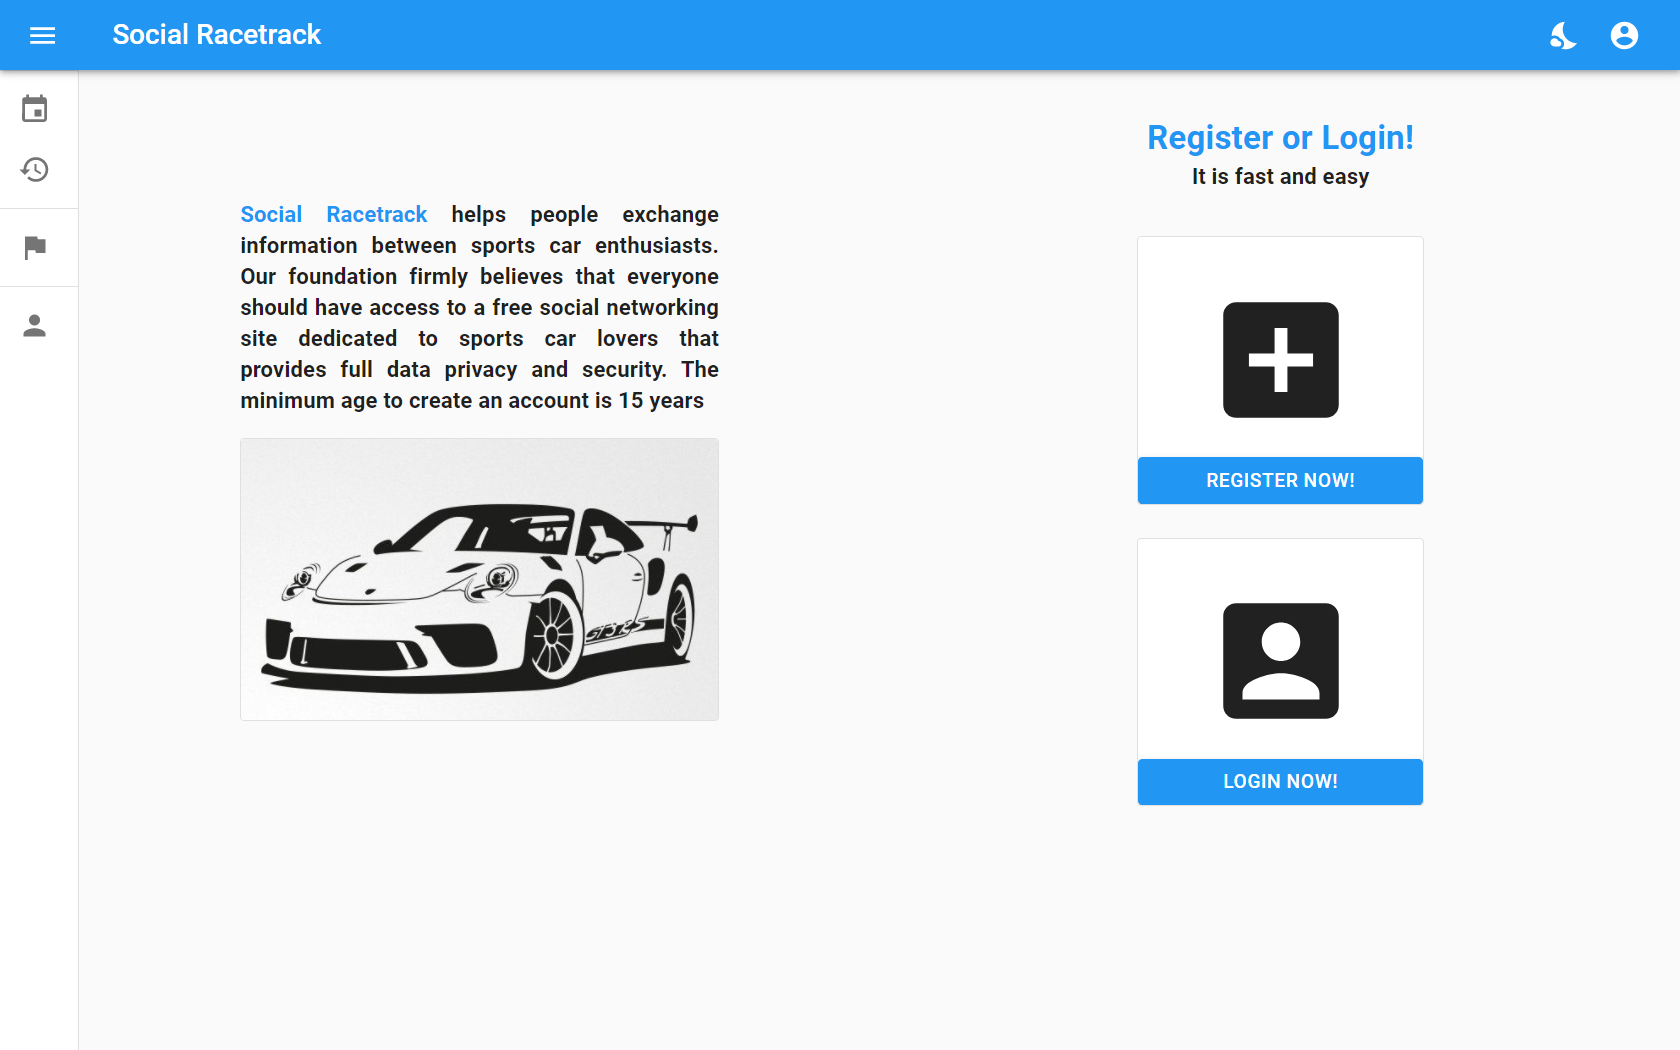 Social Racetrack
Social Racetrack helps people exchange
information between sports car enthusiasts.
Our foundation firmly believes that everyone
should have access to a free social networking
site dedicated to sports car lovers that
provides full data privacy and security. The
minimum age to create an account is 15 years
Register or Login!
It is fast and easy
REGISTER NOW!
LOGIN NOW!